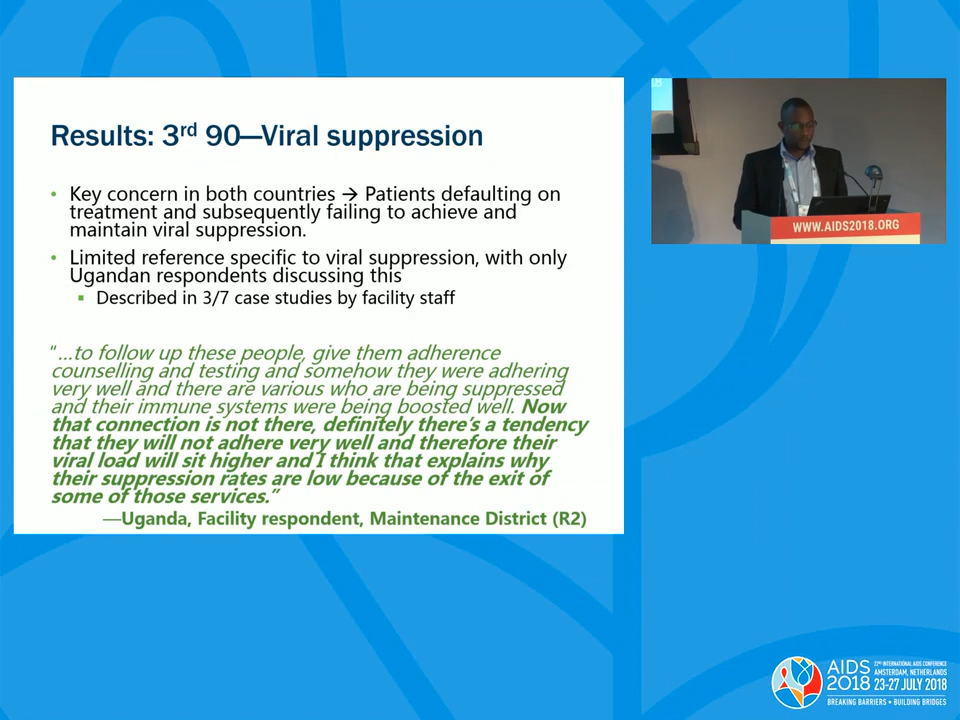 Results: 3rd 90—Viral suppression
• Key concern in both countries → Patients defaulting on
treatment and subsequently failing to achieve and
maintain viral suppression.
• Limited reference specific to viral suppression, with only
Ugandan respondents discussing this
▪ Described in 3/7 case studies by facility staff
“…to follow up these people, give them adherence
counselling and testing and somehow they were adhering
very well and there are various who are being suppressed
and their immune systems were being boosted well. Now
that connection is not there, definitely there’s a tendency
that they will not adhere very well and therefore their
viral load will sit higher and I think that explains why
their suppression rates are low because of the exit of
some of those services.”
—Uganda, Facility respondent, Maintenance District (R2)
WWW.AIDS2018.ORG
AIDS
2018
22ND INTERNATIONAL AIDS CONFERENCE
AMSTERDAM, NETHERLANDS
23-27 JULY 2018
BREAKING BARRIERS • BUILDING BRIDGES